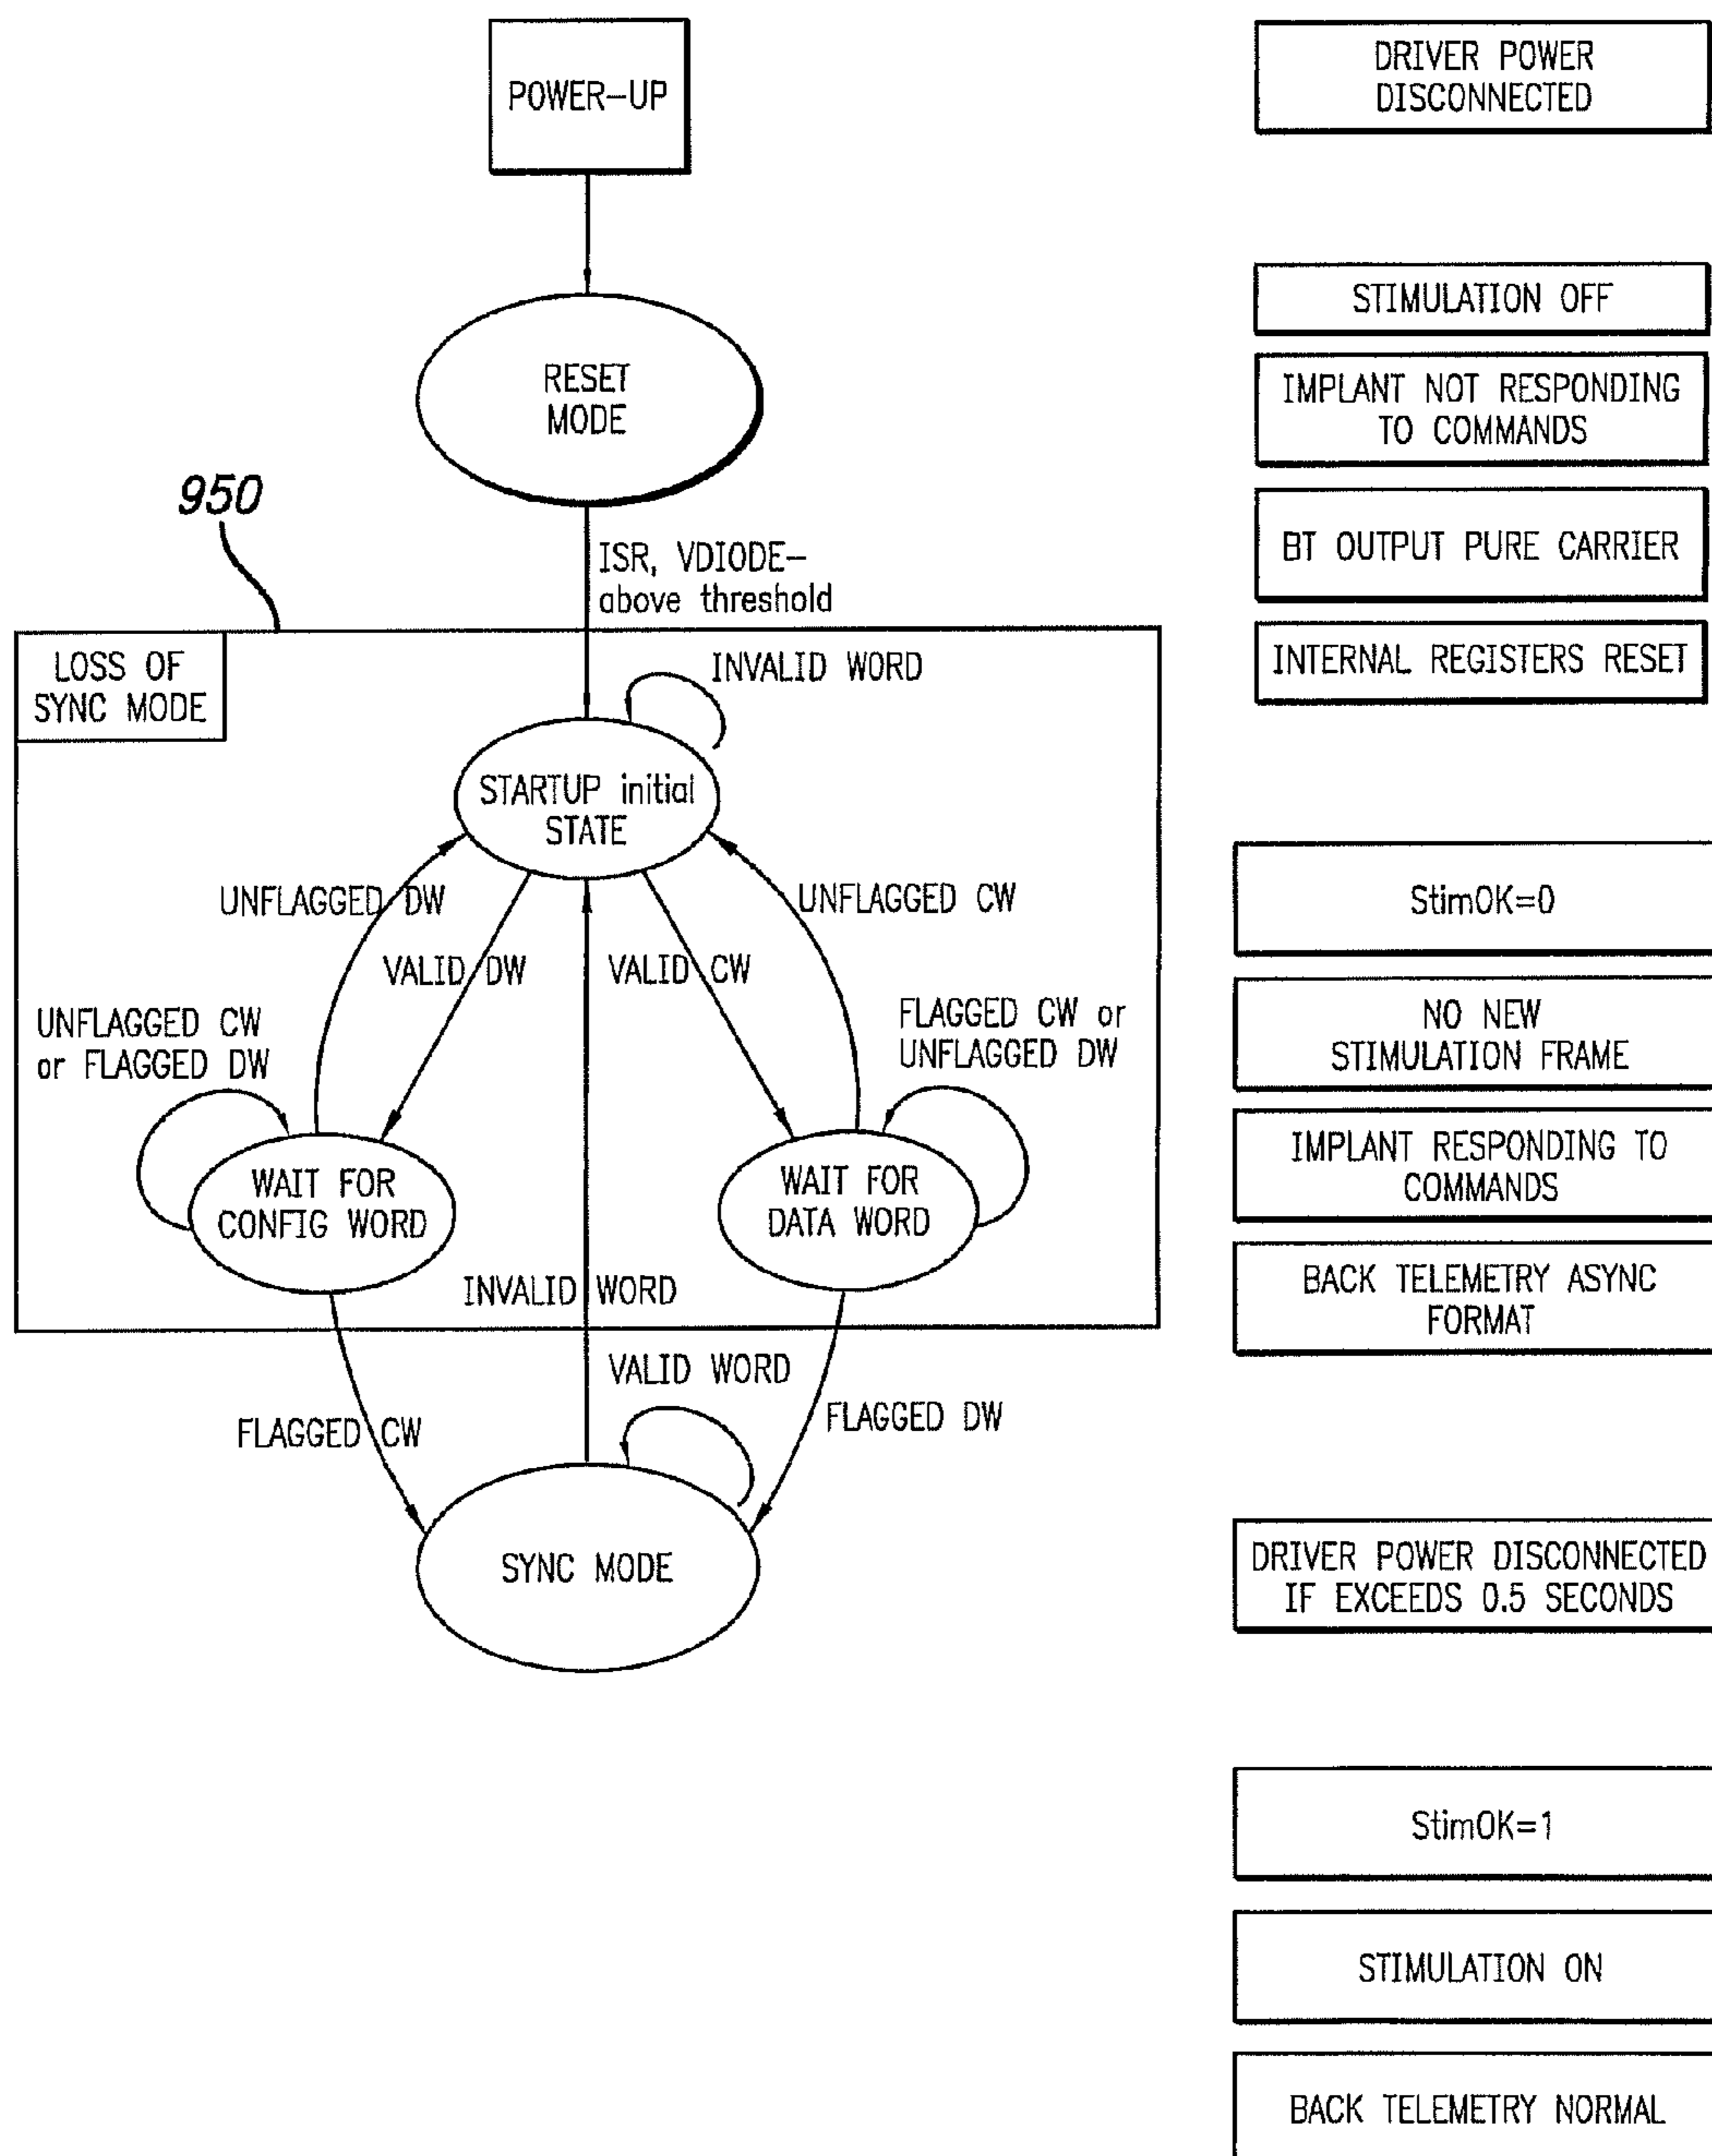 POWER-UP
RESET
MODE
950
ISR, VDIODE-
above threshold
LOSS OF
SYNC MODE
INVALID WORD
STARTUP initial
STATE
UNFLAGGED DW
UNFLAGGED CW
VALID DW
VALID CW
UNFLAGGED CW
or FLAGGED DW
FLAGGED CW or
UNFLAGGED DW
WAIT FOR
CONFIG WORD
WAIT FOR
DATA WORD
INVALID WORD
VALID WORD
FLAGGED CW
FLAGGED DW
SYNC MODE
DRIVER POWER
DISCONNECTED
STIMULATION OFF
IMPLANT NOT RESPONDING
TO COMMANDS
BT OUTPUT PURE CARRIER
INTERNAL REGISTERS RESET
StimOK=0
NO NEW
STIMULATION FRAME
IMPLANT RESPONDING TO
COMMANDS
BACK TELEMETRY ASYNC
FORMAT
DRIVER POWER DISCONNECTED
IF EXCEEDS 0.5 SECONDS
StimOK=1
STIMULATION ON
BACK TELEMETRY NORMAL